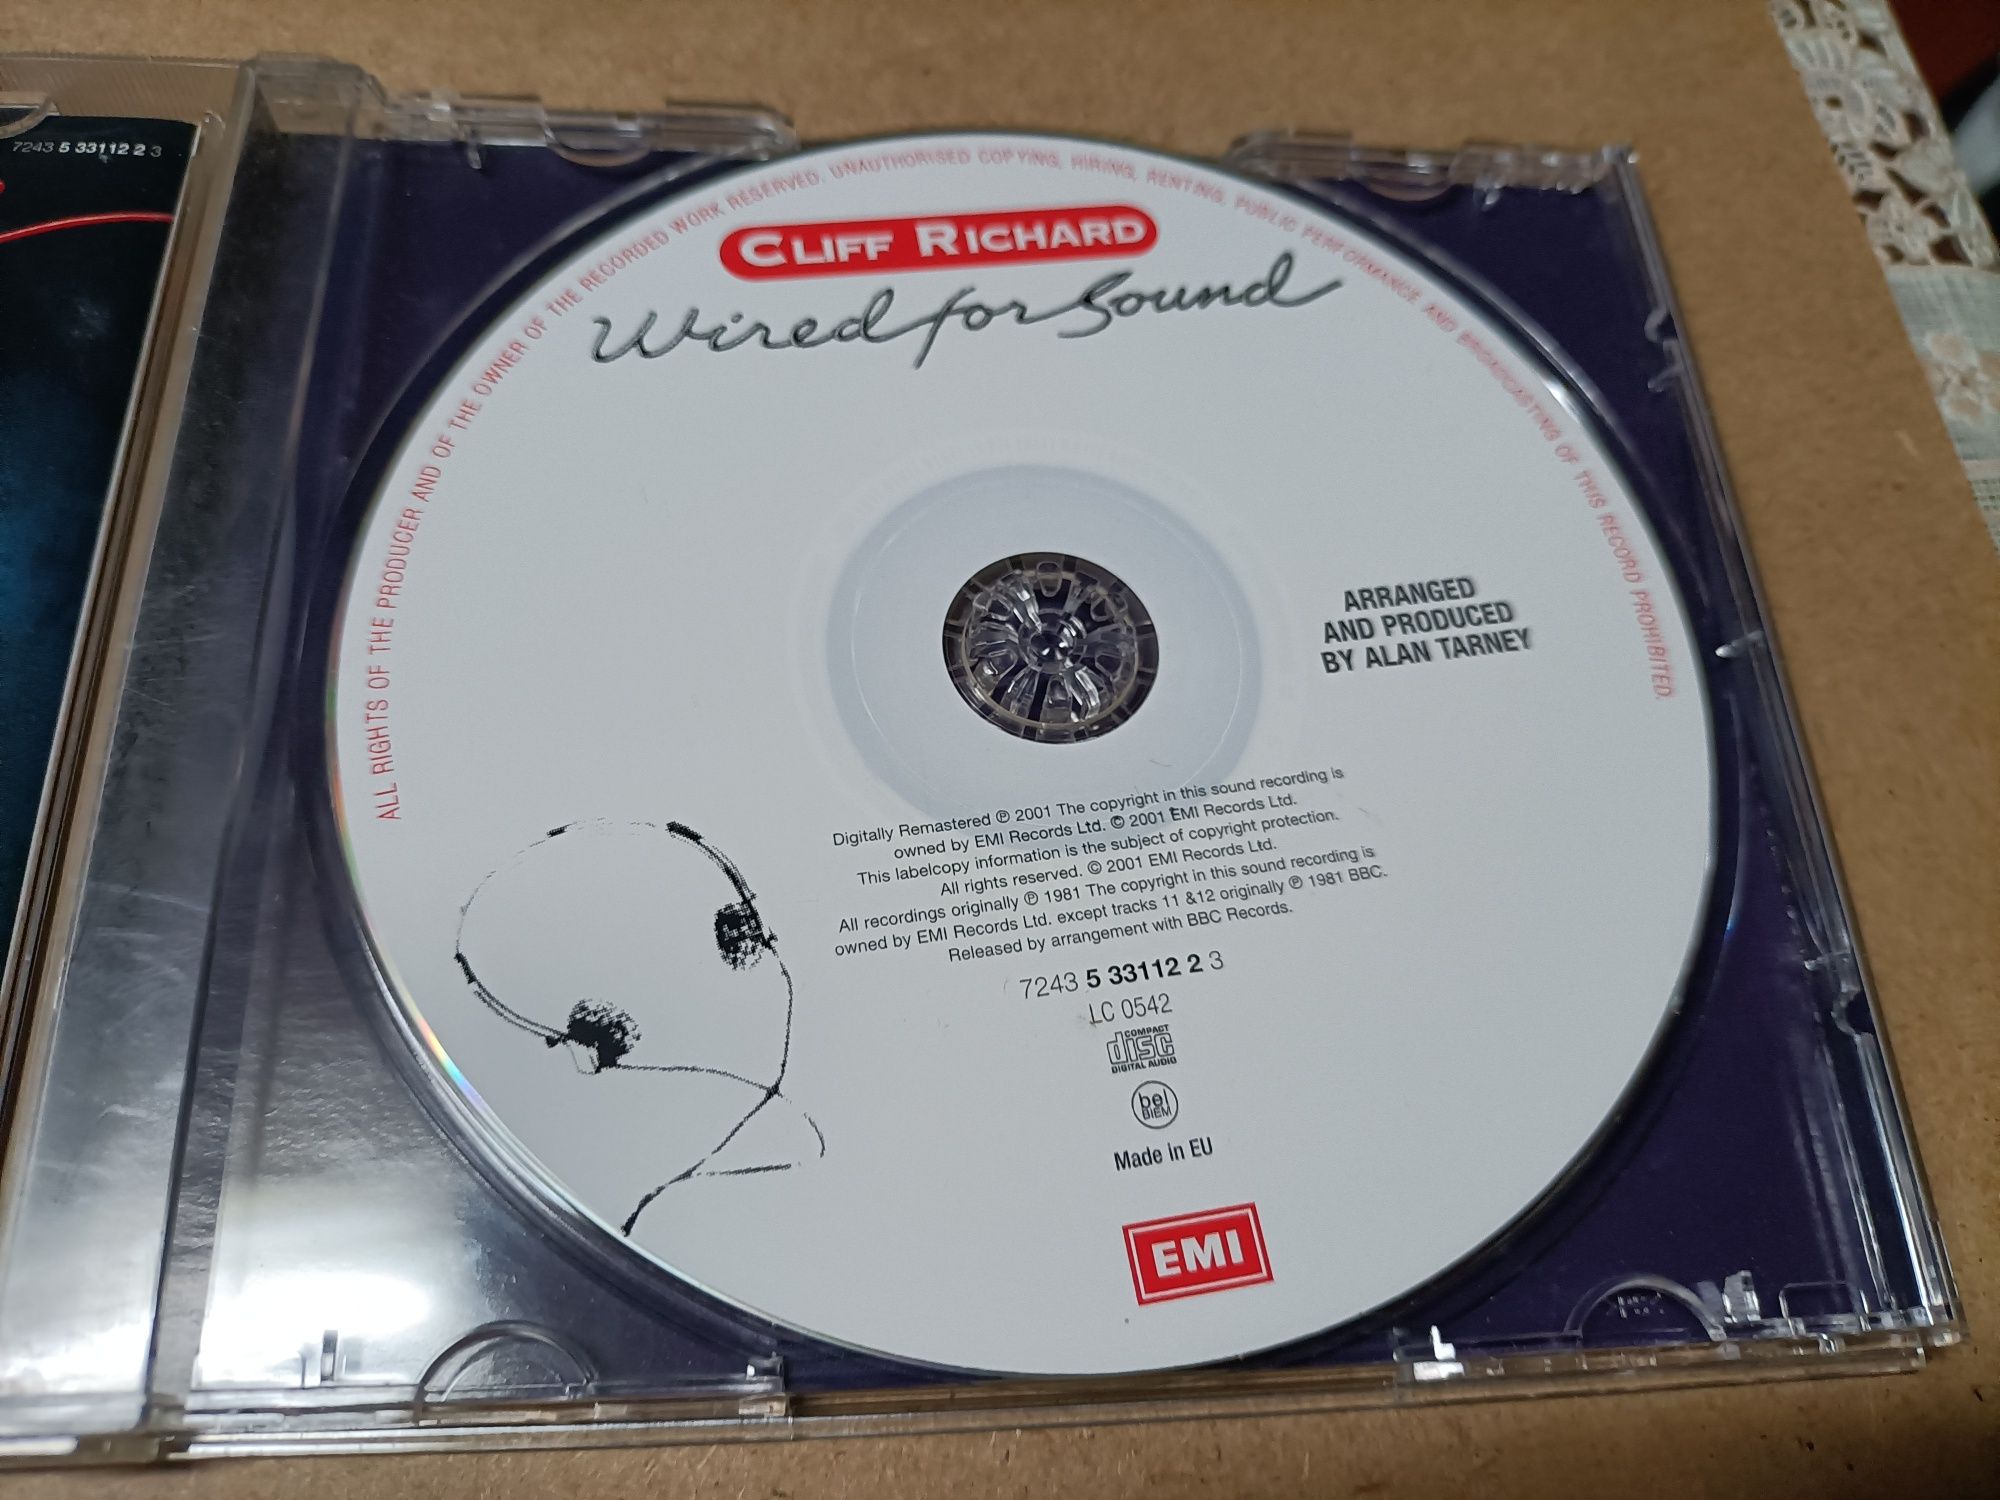 7243 5 33112 2 3
ALL RIGHTS OF THE PRODUCER AND OF THE OWNER OF THE RECORDED WORK RESERVED. UNAUTHORISED COPYING, HIRING, RENTING, PUBLIC PERFORMANCE AND BROADCASTING OF THIS RECORD PROHIBITED.
CLIFF RICHARD
Wired for Sound
ARRANGED
AND PRODUCED
BY ALAN TARNEY
Digitally Remastered ℗ 2001 The copyright in this sound recording is
owned by EMI Records Ltd. © 2001 EMI Records Ltd.
This labelcopy information is the subject of copyright protection.
All rights reserved. © 2001 EMI Records Ltd.
All recordings originally ℗ 1981 The copyright in this sound recording is
owned by EMI Records Ltd. except tracks 11 &12 originally ℗ 1981 BBC.
Released by arrangement with BBC Records.
7243 5 33112 2 3
LC 0542
COMPACT
disc
DIGITAL AUDIO
bel
BIEM
Made in EU
EMI